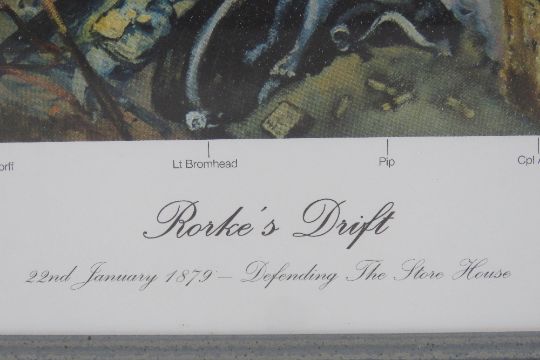 Lt Bromhead Pip Cpl
Rorke's Drift
22nd January 1879 – Defending The Store House